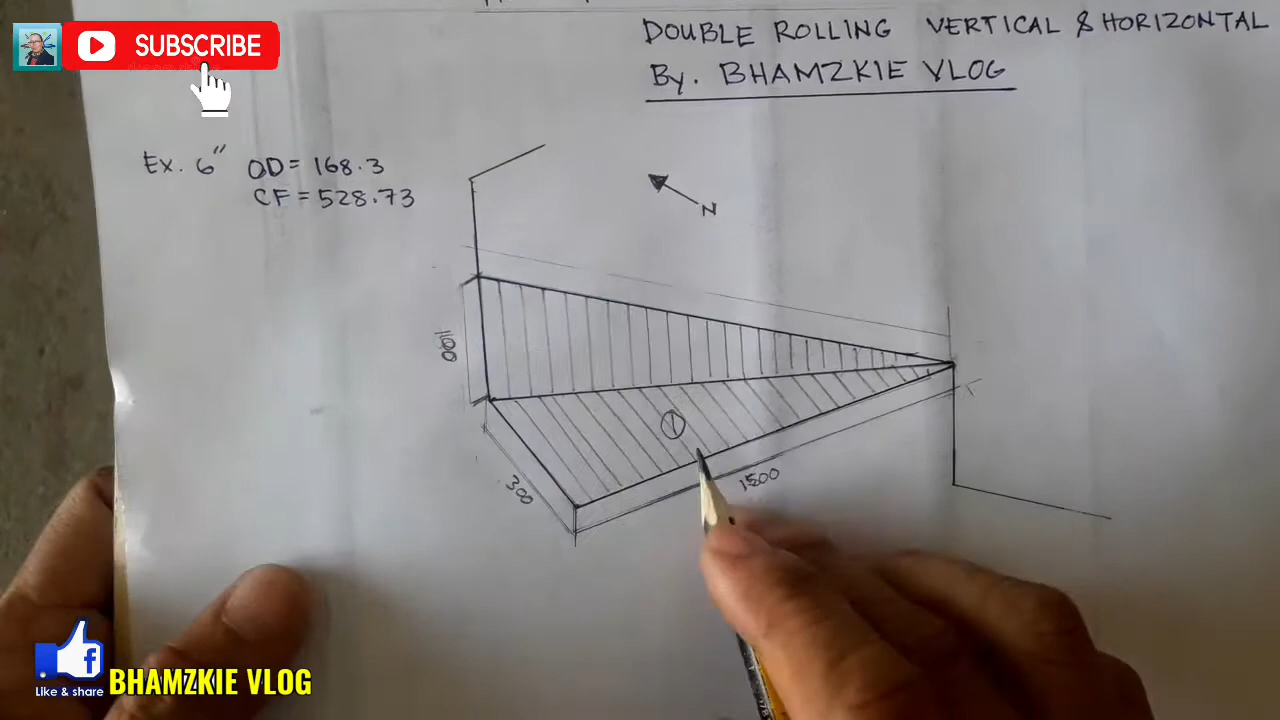 SUBSCRIBE
DOUBLE ROLLING VERTICAL & HORIZONTAL
By. BHAMZKIE VLOG
Ex. 6" OD = 168.3
CF = 528.73
N
1
300
1500
f
Like & share
BHAMZKIE VLOG